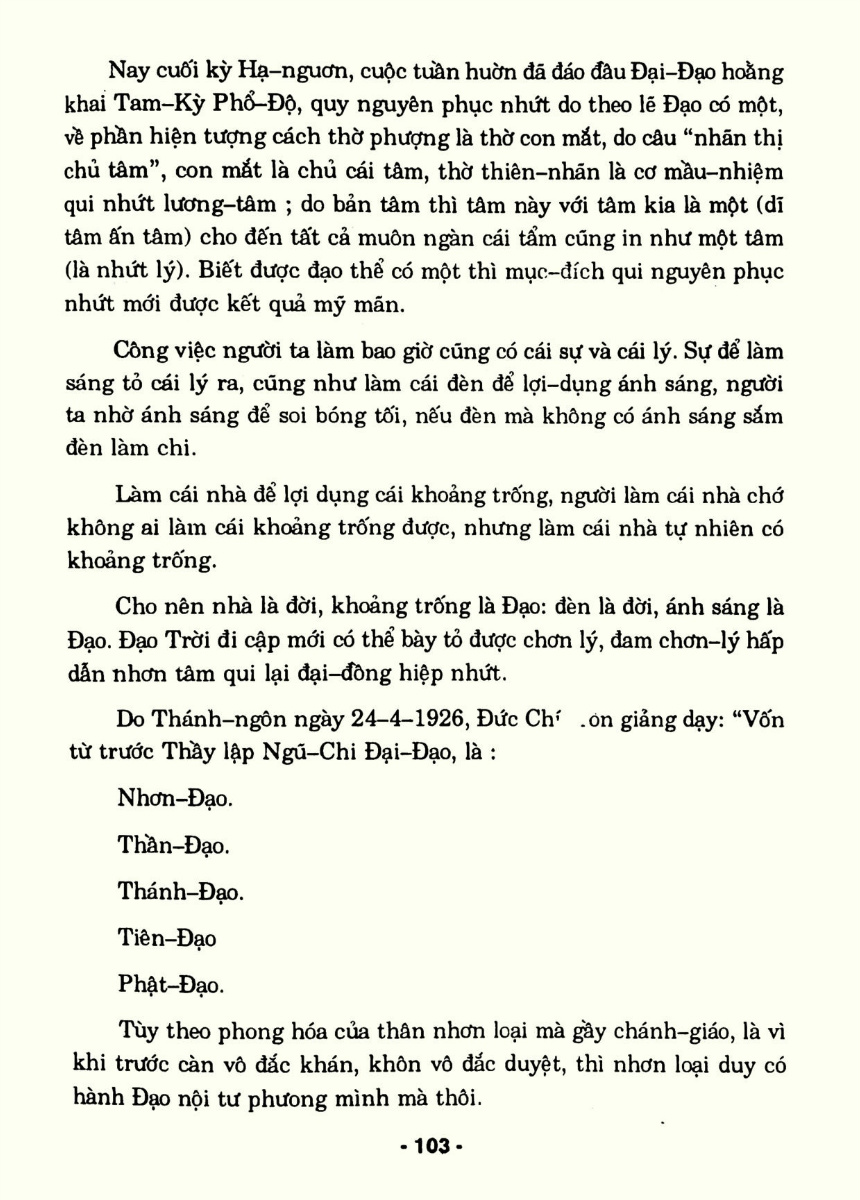 Nay cuối kỳ Hạ–nguơn, cuộc tuần huờn đã đáo đâu Đại–Đạo hoằng
khai Tam–Kỳ Phổ–Độ, quy nguyên phục nhứt do theo lẽ Đạo có một,
về phần hiện tượng cách thờ phượng là thờ con mắt, do câu “nhãn thị
chủ tâm”, con mắt là chủ cái tâm, thờ thiên–nhãn là cơ mầu–nhiệm
qui nhứt lương–tâm ; do bản tâm thì tâm này với tâm kia là một (dĩ
tâm ấn tâm) cho đến tất cả muôn ngàn cái tẩm cũng in như một tâm
(là nhứt lý). Biết được đạo thể có một thì mục–đích qui nguyên phục
nhứt mới được kết quả mỹ mãn.
Công việc người ta làm bao giờ cũng có cái sự và cái lý. Sự để làm
sáng tỏ cái lý ra, cũng như làm cái đèn để lợi–dụng ánh sáng, người
ta nhờ ánh sáng để soi bóng tối, nếu đèn mà không có ánh sáng sắm
đèn làm chi.
Làm cái nhà để lợi dụng cái khoảng trống, người làm cái nhà chớ
không ai làm cái khoảng trống được, nhưng làm cái nhà tự nhiên có
khoảng trống.
Cho nên nhà là đời, khoảng trống là Đạo: đèn là đời, ánh sáng là
Đạo. Đạo Trời đi cập mới có thể bày tỏ được chơn lý, đam chơn–lý hấp
dẫn nhơn tâm qui lại đại–đồng hiệp nhứt.
Do Thánh–ngôn ngày 24–4–1926, Đức giảng dạy: “Vốn
từ trước Thầy lập Ngũ–Chi Đại–Đạo, là :
Nhơn–Đạo.
Thần–Đạo.
Thánh–Đạo.
Tiên–Đạo
Phật–Đạo.
Tùy theo phong hóa của thân nhơn loại mà gầy chánh–giáo, là vì
khi trước càn vô đắc khán, khôn vô đắc duyệt, thì nhơn loại duy có
hành Đạo nội tư phưong mình mà thôi.
- 103 -